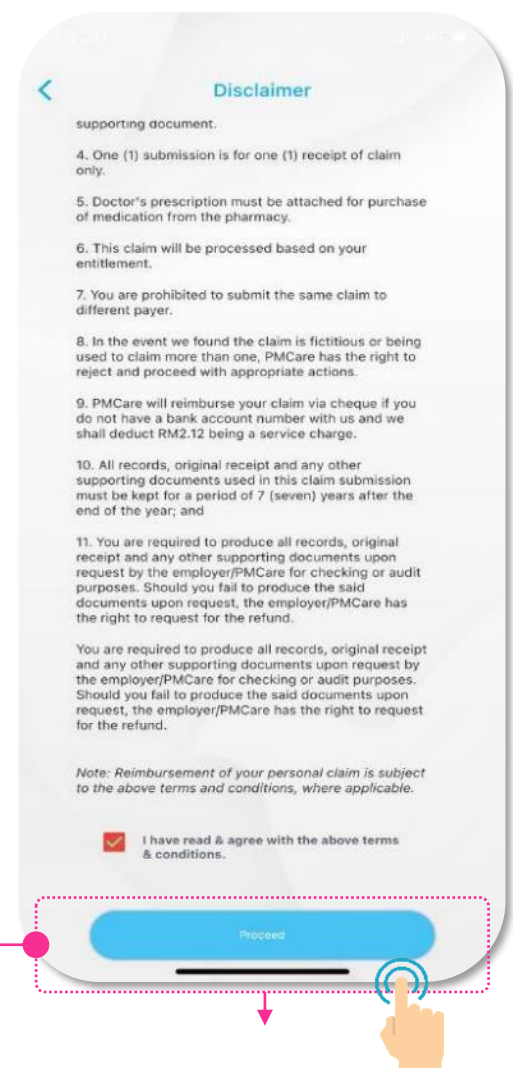 Disclaimer
supporting document.
4. One (1) submission is for one (1) receipt of claim
only.
5. Doctor's prescription must be attached for purchase
of medication from the pharmacy.
6. This claim will be processed based on your
entitlement.
7. You are prohibited to submit the same claim to
different payer.
8. In the event we found the claim is fictitious or being
used to claim more than one, PMCare has the right to
reject and proceed with appropriate actions.
9. PMCare will reimburse your claim via cheque if you
do not have a bank account number with us and we
shall deduct RM2.12 being a service charge.
10. All records, original receipt and any other
supporting documents used in this claim submission
must be kept for a period of 7 (seven) years after the
end of the year; and
11. You are required to produce all records, original
receipt and any other supporting documents upon
request by the employer/PMCare for checking or audit
purposes. Should you fail to produce the said
documents upon request, the employer/PMCare has
the right to request for the refund.
You are required to produce all records, original receipt
and any other supporting documents upon request by
the employer/PMCare for checking or audit purposes.
Should you fail to produce the said documents upon
request, the employer/PMCare has the right to request
for the refund.
Note: Reimbursement of your personal claim is subject
to the above terms and conditions, where applicable.
I have read & agree with the above terms
& conditions.
Proceed